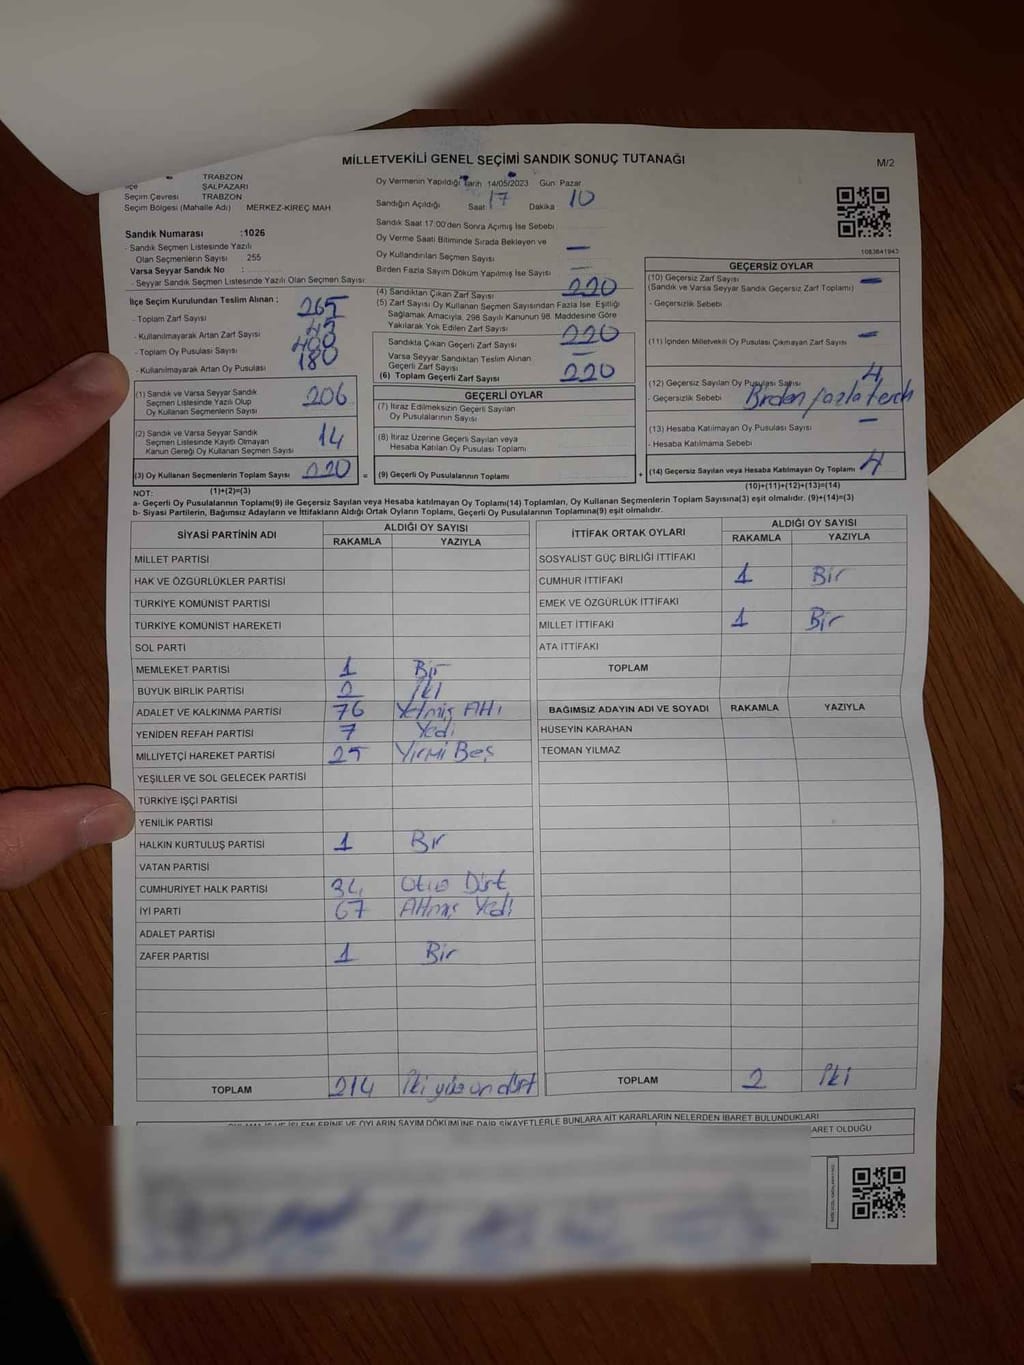 MİLLETVEKİLİ GENEL SEÇİMİ SANDIK SONUÇ TUTANAĞI
M/2
TRABZON
İlçe ŞALPAZARI
Seçim Çevresi TRABZON
Seçim Bölgesi (Mahalle Adı) MERKEZ-KİREÇ MAH.
Sandık Numarası :1026
- Sandık Seçmen Listesinde Yazılı
Olan Seçmenlerin Sayısı 255
Varsa Seyyar Sandık No :
- Seyyar Sandık Seçmen Listesinde Yazılı Olan Seçmen Sayısı
İlçe Seçim Kurulundan Teslim Alınan ;
- Toplam Zarf Sayısı 265
- Kullanılmayarak Artan Zarf Sayısı 45
- Toplam Oy Pusulası Sayısı 400
- Kullanılmayarak Artan Oy Pusulası 180
(1) Sandık ve Varsa Seyyar Sandık
Seçmen Listesinde Yazılı Olup
Oy Kullanan Seçmenlerin Sayısı 206
(2) Sandık ve Varsa Seyyar Sandık
Seçmen Listesinde Kayıtlı Olmayan
Kanun Gereği Oy Kullanan Seçmen Sayısı 14
(3) Oy Kullanan Seçmenlerin Toplam Sayısı 220 =
(1)+(2)=(3)
Oy Vermenin Yapıldığı Tarih 14/05/2023 Gün: Pazar
Sandığın Açıldığı Saat 17 Dakika 10
Sandık Saat 17:00'den Sonra Açımış İse Sebebi
Oy Verme Saati Bitiminde Sırada Bekleyen ve
Oy Kullandırılan Seçmen Sayısı —
Birden Fazla Sayım Döküm Yapılmış İse Sayısı —
(4) Sandıktan Çıkan Zarf Sayısı 220
(5) Zarf Sayısı Oy Kullanan Seçmen Sayısından Fazla İse, Eşitliği
Sağlamak Amacıyla, 298 Sayılı Kanunun 98. Maddesine Göre
Yakılarak Yok Edilen Zarf Sayısı
Sandıkta Çıkan Geçerli Zarf Sayısı 220
Varsa Seyyar Sandıktan Teslim Alınan
Geçerli Zarf Sayısı —
(6) Toplam Geçerli Zarf Sayısı 220
GEÇERLİ OYLAR
(7) İtiraz Edilmeksizin Geçerli Sayılan
Oy Pusulalarının Sayısı
(8) İtiraz Üzerine Geçerli Sayılan veya
Hesaba Katılan Oy Pusulası Toplamı
(9) Geçerli Oy Pusulalarının Toplamı +
1083641943
GEÇERSİZ OYLAR
(10) Geçersiz Zarf Sayısı —
(Sandık ve Varsa Seyyar Sandık Geçersiz Zarf Toplamı)
- Geçersizlik Sebebi :
(11) İçinden Milletvekili Oy Pusulası Çıkmayan Zarf Sayısı —
(12) Geçersiz Sayılan Oy Pusulası Sayısı 4
- Geçersizlik Sebebi Birden fazla
(13) Hesaba Katılmayan Oy Pusulası Sayısı —
- Hesaba Katılmama Sebebi
(14) Geçersiz Sayılan veya Hesaba Katılmayan Oy Toplamı 4
(10)+(11)+(12)+(13)=(14)
NOT:
a- Geçerli Oy Pusulalarının Toplamı(9) ile Geçersiz Sayılan veya Hesaba katılmayan Oy Toplamı(14) Toplamları, Oy Kullanan Seçmenlerin Toplam Sayısına(3) eşit olmalıdır. (9)+(14)=(3)
b- Siyasi Partilerin, Bağımsız Adayların ve İttifakların Aldığı Ortak Oyların Toplamı, Geçerli Oy Pusulalarının Toplamına(9) eşit olmalıdır.
SİYASİ PARTİNİN ADI ALDIĞI OY SAYISI
RAKAMLA YAZIYLA
MİLLET PARTİSİ
HAK VE ÖZGÜRLÜKLER PARTİSİ
TÜRKİYE KOMÜNİST PARTİSİ
TÜRKİYE KOMÜNİST HAREKETİ
SOL PARTİ
MEMLEKET PARTİSİ 1 Bir
BÜYÜK BİRLİK PARTİSİ 2 İki
ADALET VE KALKINMA PARTİSİ 76 Yetmiş Altı
YENİDEN REFAH PARTİSİ 7 Yedi
MİLLİYETÇİ HAREKET PARTİSİ 25 Yirmi Beş
YEŞİLLER VE SOL GELECEK PARTİSİ
TÜRKİYE İŞÇİ PARTİSİ
YENİLİK PARTİSİ
HALKIN KURTULUŞ PARTİSİ 1 Bir
VATAN PARTİSİ
CUMHURİYET HALK PARTİSİ 34 Otuz Dört
İYİ PARTİ 67 Altmış Yedi
ADALET PARTİSİ
ZAFER PARTİSİ 1 Bir
TOPLAM 214 İki yüz on dört
İTTİFAK ORTAK OYLARI ALDIĞI OY SAYISI
RAKAMLA YAZIYLA
SOSYALİST GÜÇ BİRLİĞİ İTTİFAKI
CUMHUR İTTİFAKI 1 Bir
EMEK VE ÖZGÜRLÜK İTTİFAKI
MİLLET İTTİFAKI 1 Bir
ATA İTTİFAKI
TOPLAM
BAĞIMSIZ ADAYIN ADI VE SOYADI RAKAMLA YAZIYLA
HÜSEYİN KARAHAN
TEOMAN YILMAZ
TOPLAM 2 İki
İŞLEMLERİNE VE OYLARIN SAYIM DÖKÜMÜNE DAİR ŞİKAYETLERLE BUNLARA AİT KARARLARIN NELERDEN İBARET BULUNDUKLARI
OLDUĞU